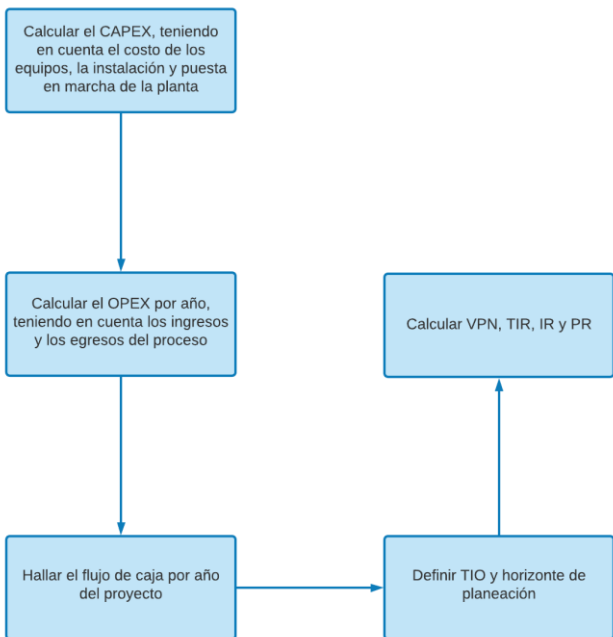 Calcular el CAPEX, teniendo
en cuenta el costo de los
equipos, la instalación y puesta
en marcha de la planta
Calcular el OPEX por año,
teniendo en cuenta los ingresos
y los egresos del proceso
Hallar el flujo de caja por año
del proyecto
Definir TIO y horizonte de
planeación
Calcular VPN, TIR, IR y PR